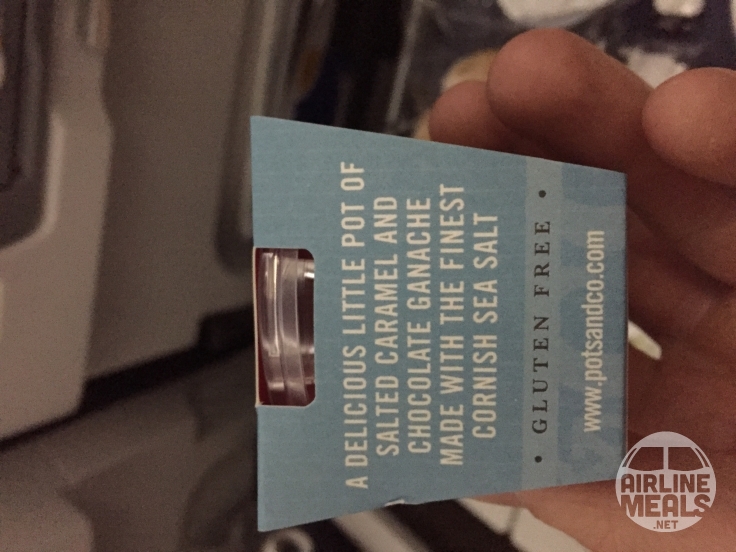 A DELICIOUS LITTLE POT OF
SALTED CARAMEL AND
CHOCOLATE GANACHE
MADE WITH THE FINEST
CORNISH SEA SALT
• GLUTEN FREE •
www.potsandco.com
AIRLINE
MEALS
.NET